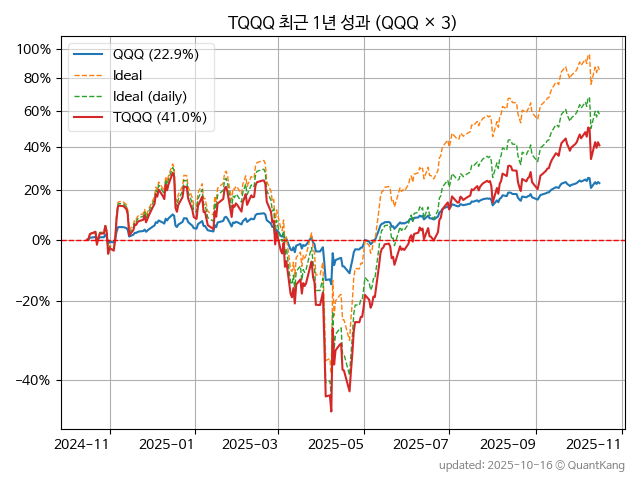 TQQQ 최근 1년 성과 (QQQ × 3)
QQQ (22.9%)
Ideal
Ideal (daily)
TQQQ (41.0%)
100%
80%
60%
40%
20%
0%
−20%
−40%
2024-11
2025-01
2025-03
2025-05
2025-07
2025-09
2025-11
updated: 2025-10-16 © QuantKang